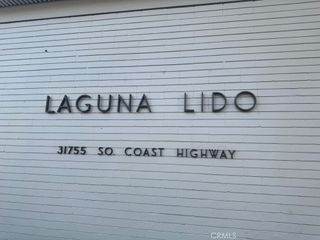 LAGUNA LIDO
31755 SO. COAST HIGHWAY
CRMLS